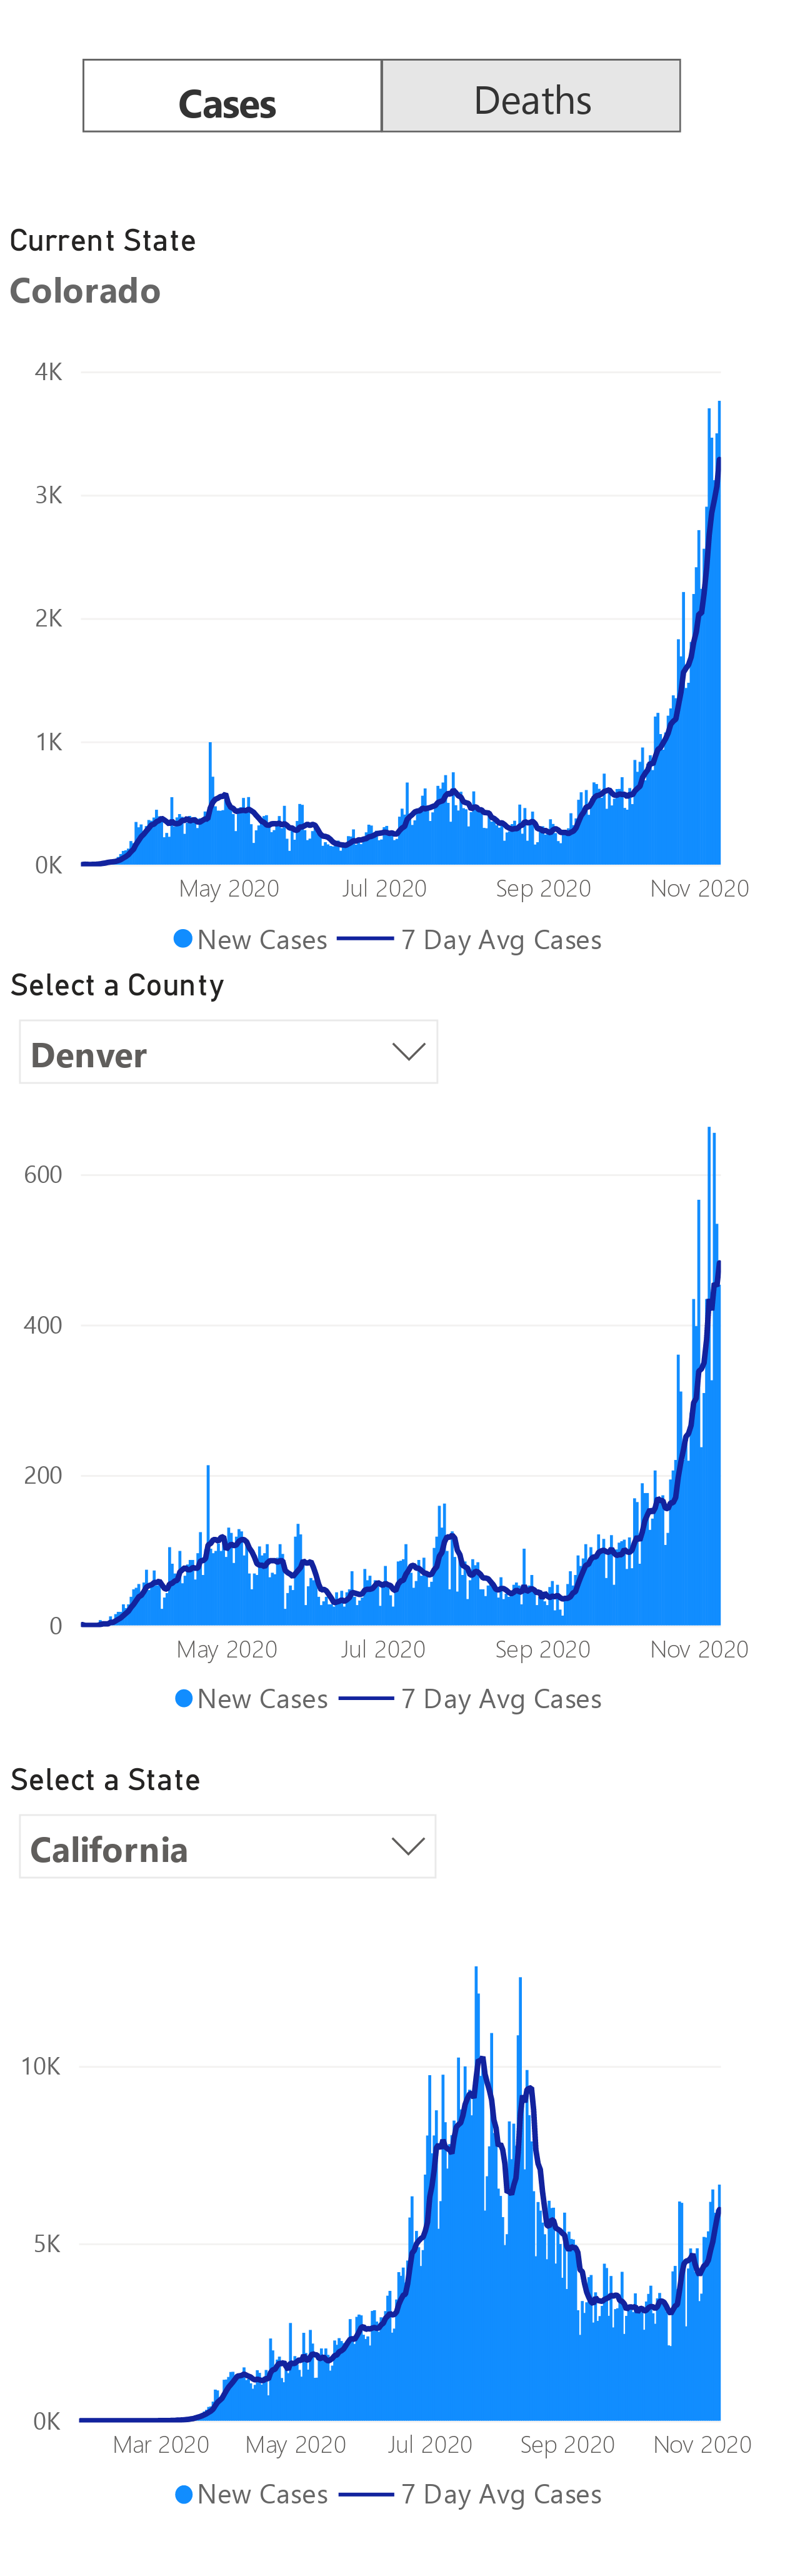 Cases Deaths
Current State
Colorado
4K
3K
2K
1K
0K
May 2020 Jul 2020 Sep 2020 Nov 2020
New Cases 7 Day Avg Cases
Select a County
Denver
600
400
200
0
May 2020 Jul 2020 Sep 2020 Nov 2020
New Cases 7 Day Avg Cases
Select a State
California
10K
5K
0K
Mar 2020 May 2020 Jul 2020 Sep 2020 Nov 2020
New Cases 7 Day Avg Cases